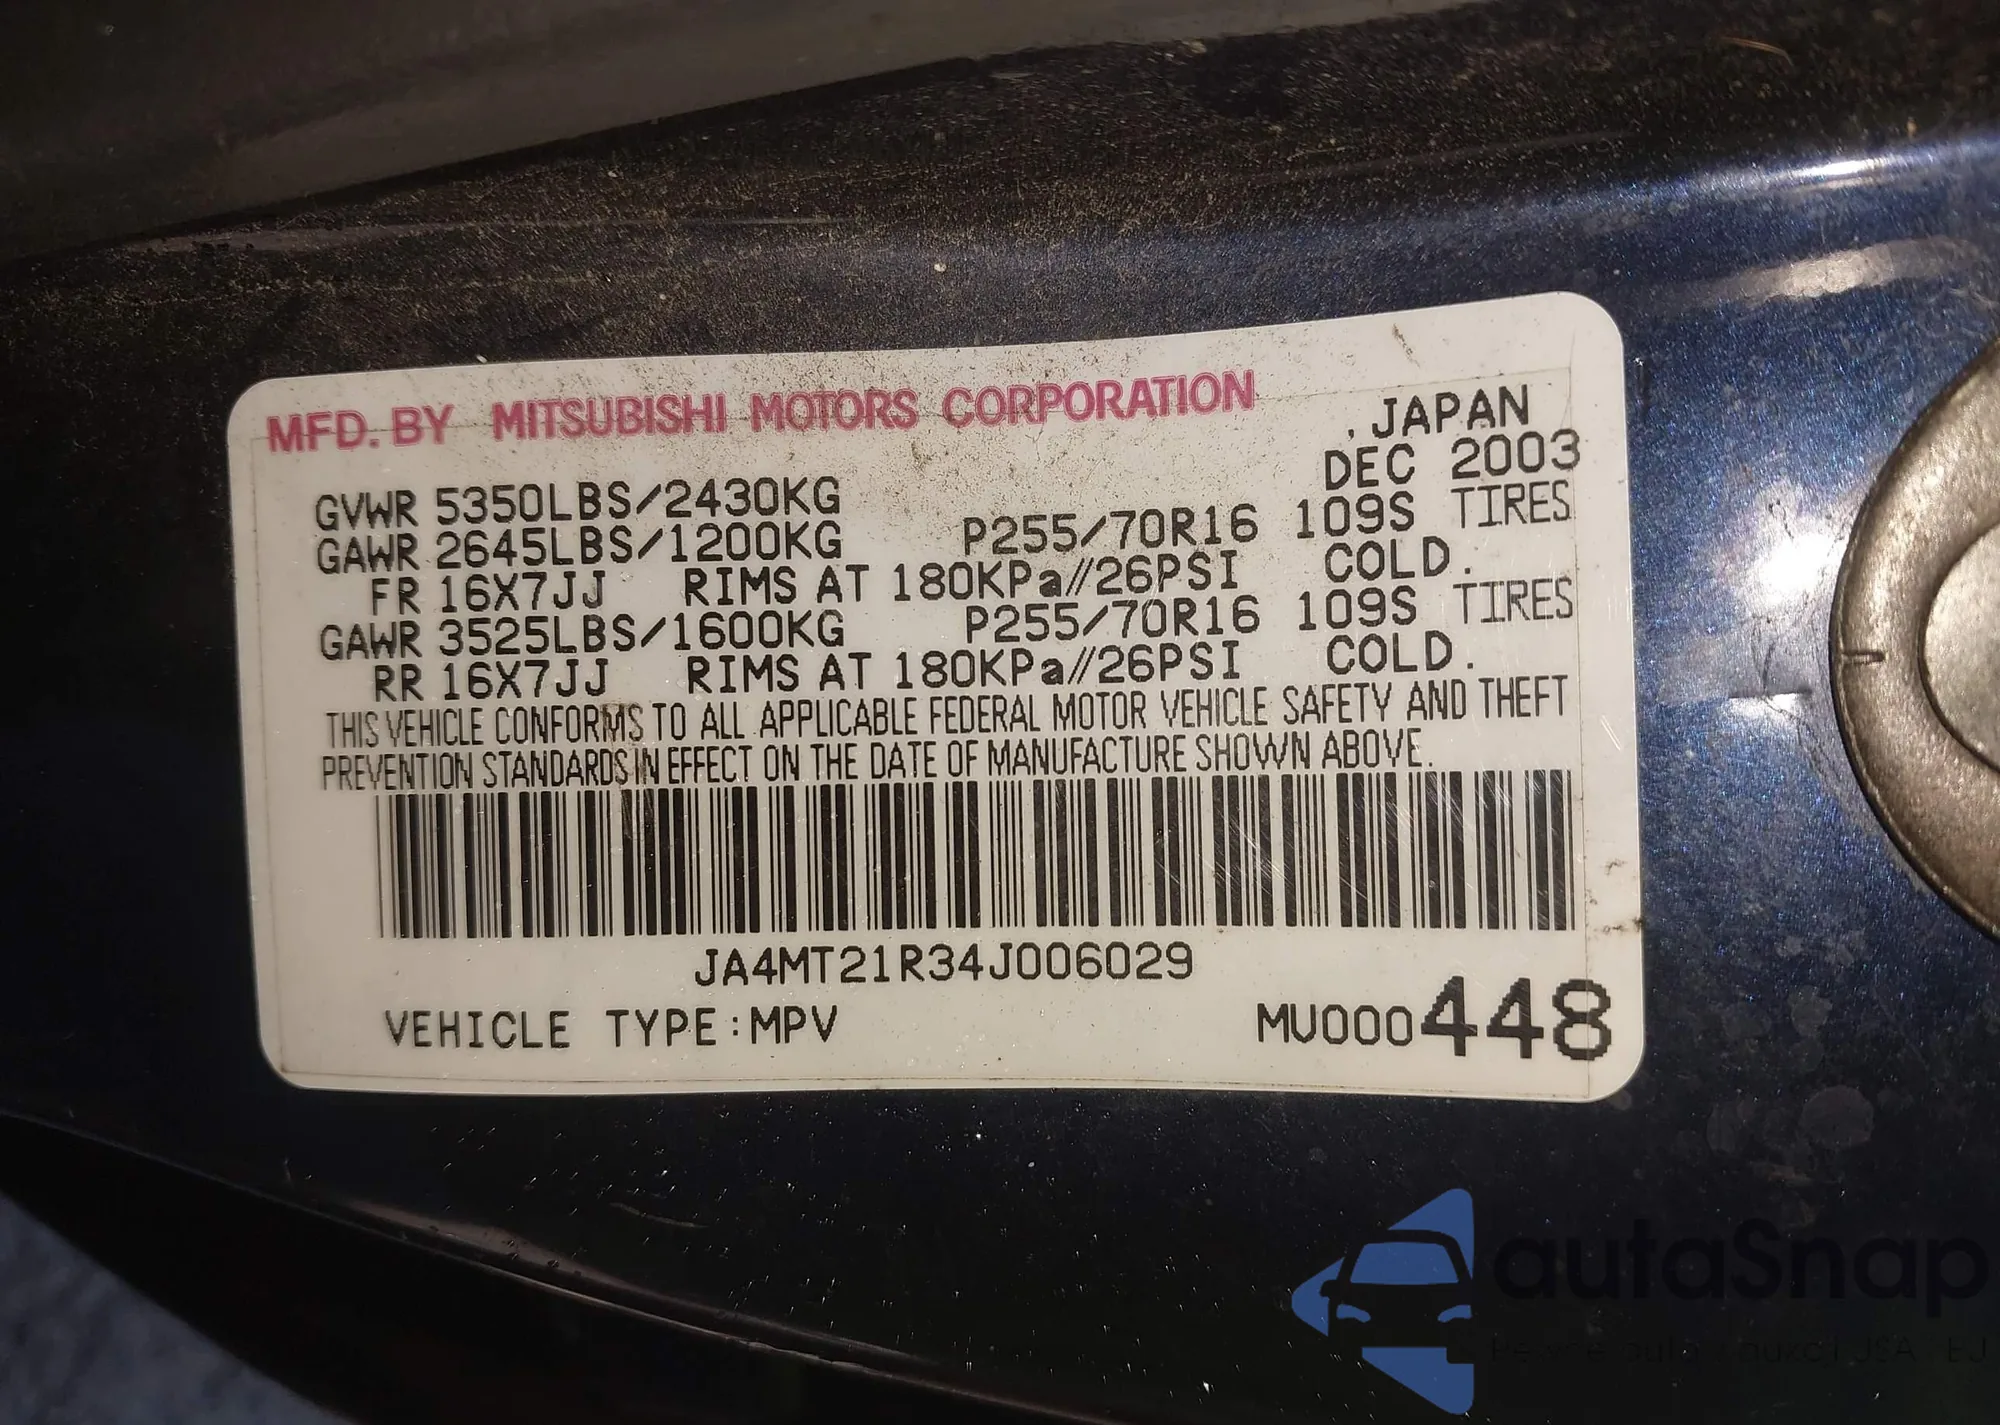 MFD. BY MITSUBISHI MOTORS CORPORATION
, JAPAN
DEC 2003
GVWR 5350LBS/2430KG
GAWR 2645LBS/1200KG P255/70R16 109S TIRES
FR 16X7JJ RIMS AT 180KPa//26PSI COLD.
GAWR 3525LBS/1600KG P255/70R16 109S TIRES
RR 16X7JJ RIMS AT 180KPa//26PSI COLD.
THIS VEHICLE CONFORMS TO ALL APPLICABLE FEDERAL MOTOR VEHICLE SAFETY AND THEFT
PREVENTION STANDARDS IN EFFECT ON THE DATE OF MANUFACTURE SHOWN ABOVE.
JA4MT21R34J006029
VEHICLE TYPE:MPV MU000448
autaSnap